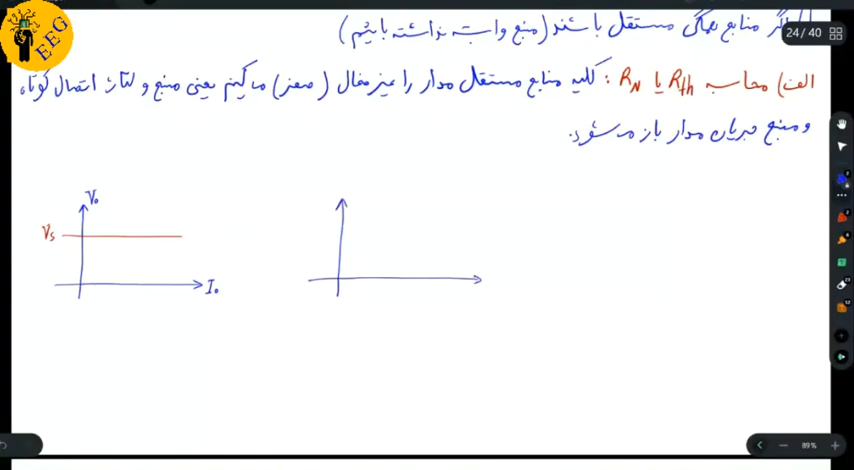 اگر منابع همگی مستقل باشند (منبع وابسته نداشته باشیم)
الف) محاسبه Rth یا RN : کلیه منابع مستقل مدار را غیرفعال (صفر) می‌کنیم یعنی منبع ولتاژ اتصال کوتاه
و منبع جریان مدار باز می‌شود.
V₀
Vs
I₀
24 / 40
EEG
89%